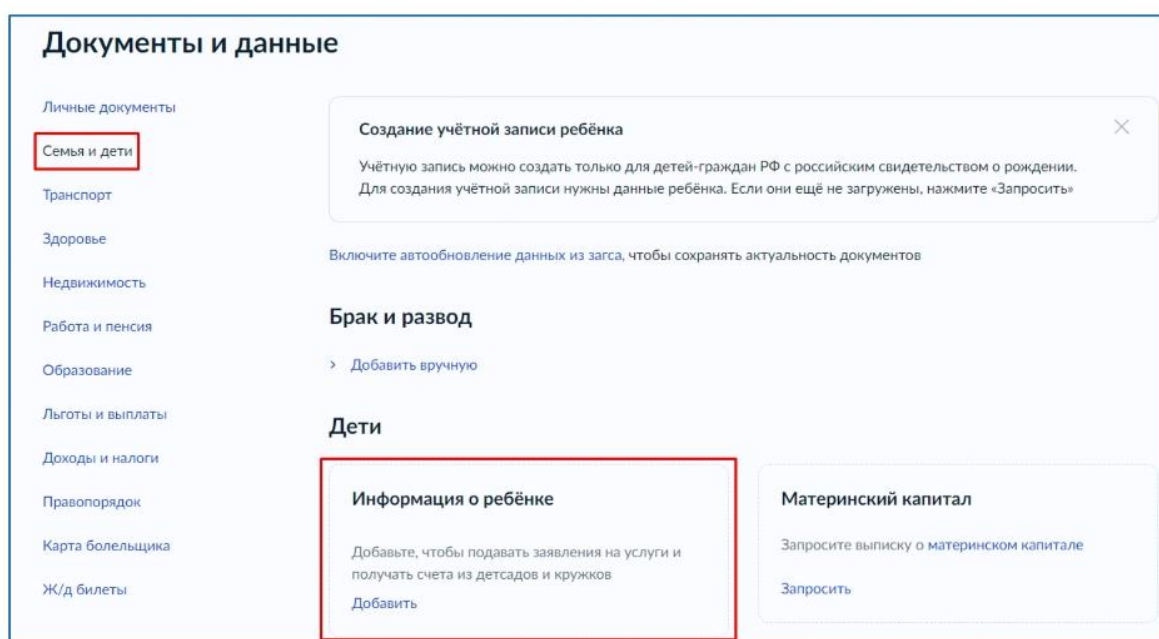 Документы и данные
Личные документы
Семья и дети
Транспорт
Здоровье
Недвижимость
Работа и пенсия
Образование
Льготы и выплаты
Доходы и налоги
Правопорядок
Карта болельщика
Ж/д билеты
Создание учётной записи ребёнка
Учётную запись можно создать только для детей-граждан РФ с российским свидетельством о рождении.
Для создания учётной записи нужны данные ребёнка. Если они ещё не загружены, нажмите «Запросить»
Включите автообновление данных из загса, чтобы сохранять актуальность документов
Брак и развод
Добавить вручную
Дети
Информация о ребёнке
Добавьте, чтобы подавать заявления на услуги и
получать счета из детсадов и кружков
Добавить
Материнский капитал
Запросите выписку о материнском капитале
Запросить